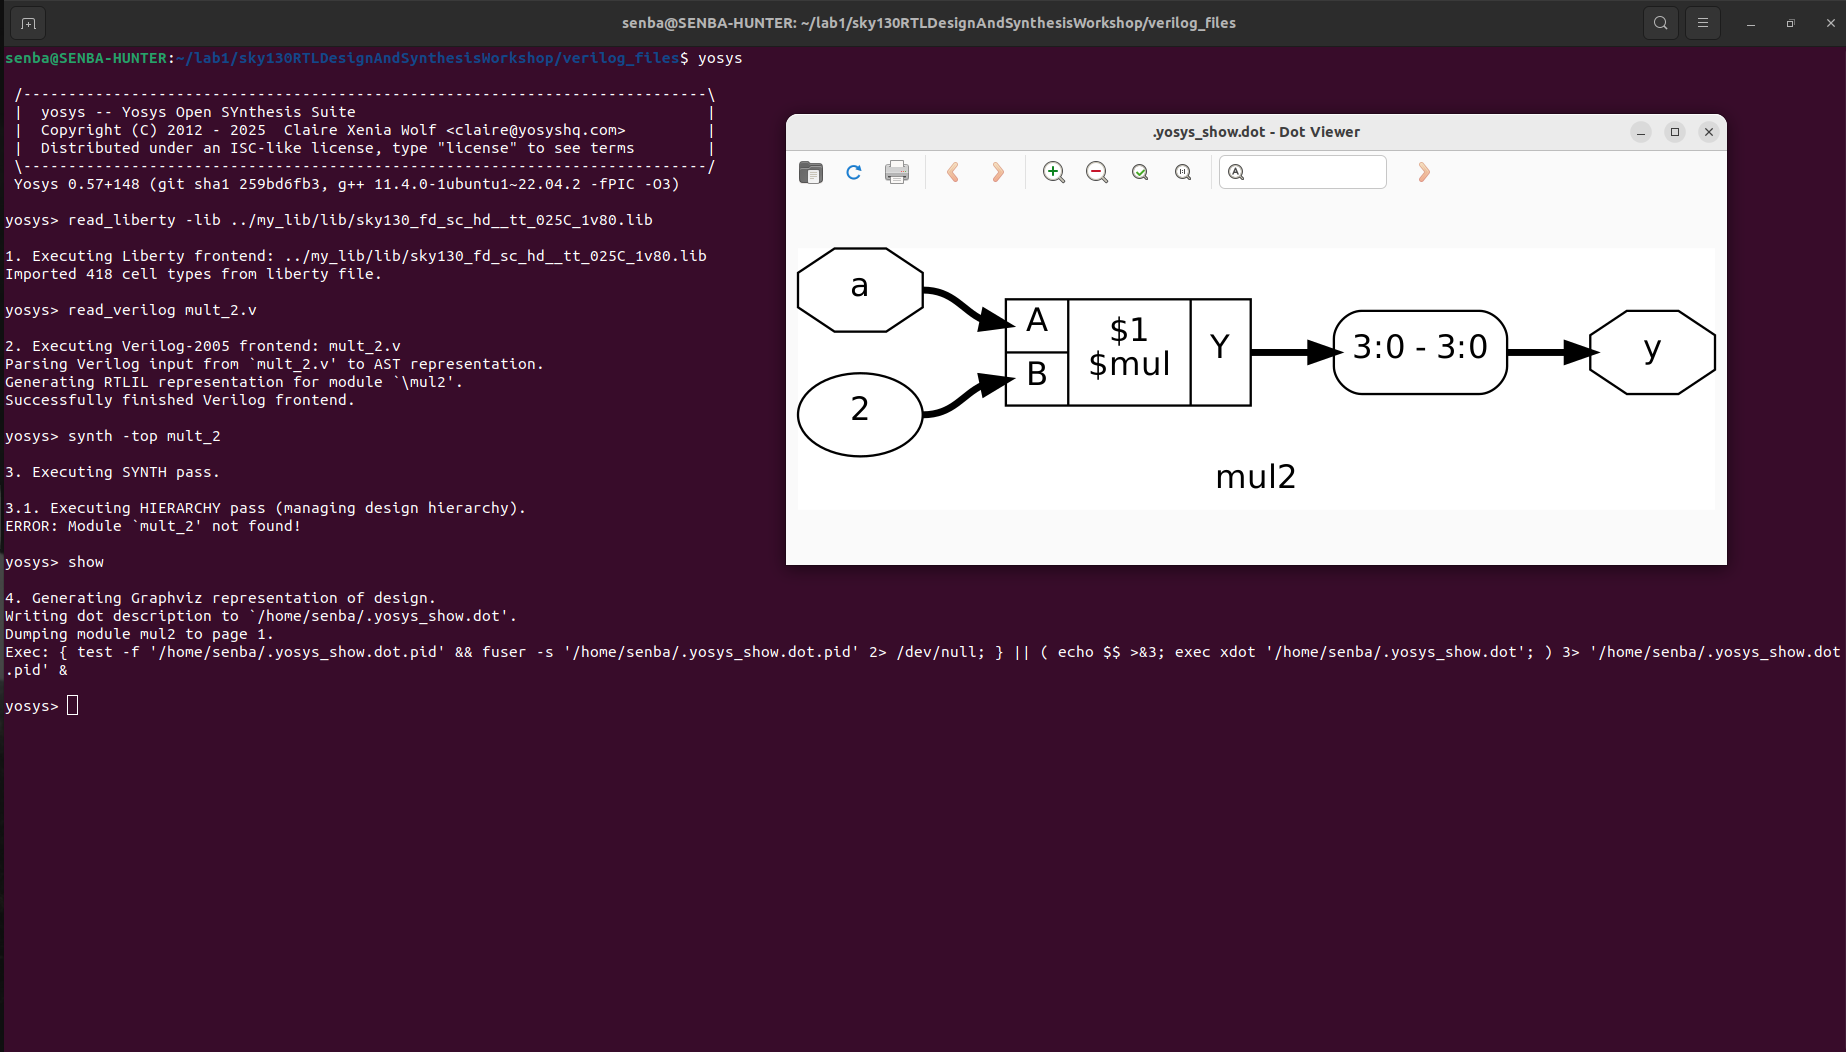 senba@SENBA-HUNTER: ~/lab1/sky130RTLDesignAndSynthesisWorkshop/verilog_files
senba@SENBA-HUNTER:~/lab1/sky130RTLDesignAndSynthesisWorkshop/verilog_files$ yosys
/----------------------------------------------------------------------------\
|  yosys -- Yosys Open SYnthesis Suite                                       |
|  Copyright (C) 2012 - 2025  Claire Xenia Wolf <claire@yosyshq.com>         |
|  Distributed under an ISC-like license, type "license" to see terms        |
\----------------------------------------------------------------------------/
Yosys 0.57+148 (git sha1 259bd6fb3, g++ 11.4.0-1ubuntu1~22.04.2 -fPIC -O3)
yosys> read_liberty -lib ../my_lib/lib/sky130_fd_sc_hd__tt_025C_1v80.lib
1. Executing Liberty frontend: ../my_lib/lib/sky130_fd_sc_hd__tt_025C_1v80.lib
Imported 418 cell types from liberty file.
yosys> read_verilog mult_2.v
2. Executing Verilog-2005 frontend: mult_2.v
Parsing Verilog input from `mult_2.v' to AST representation.
Generating RTLIL representation for module `\mul2'.
Successfully finished Verilog frontend.
yosys> synth -top mult_2
3. Executing SYNTH pass.
3.1. Executing HIERARCHY pass (managing design hierarchy).
ERROR: Module `mult_2' not found!
yosys> show
4. Generating Graphviz representation of design.
Writing dot description to `/home/senba/.yosys_show.dot'.
Dumping module mul2 to page 1.
Exec: { test -f '/home/senba/.yosys_show.dot.pid' && fuser -s '/home/senba/.yosys_show.dot.pid' 2> /dev/null; } || ( echo $$ >&3; exec xdot '/home/senba/.yosys_show.dot'; ) 3> '/home/senba/.yosys_show.dot
.pid' &
yosys>
.yosys_show.dot - Dot Viewer
a
2
A
B
$1
$mul
Y
3:0 - 3:0
y
mul2